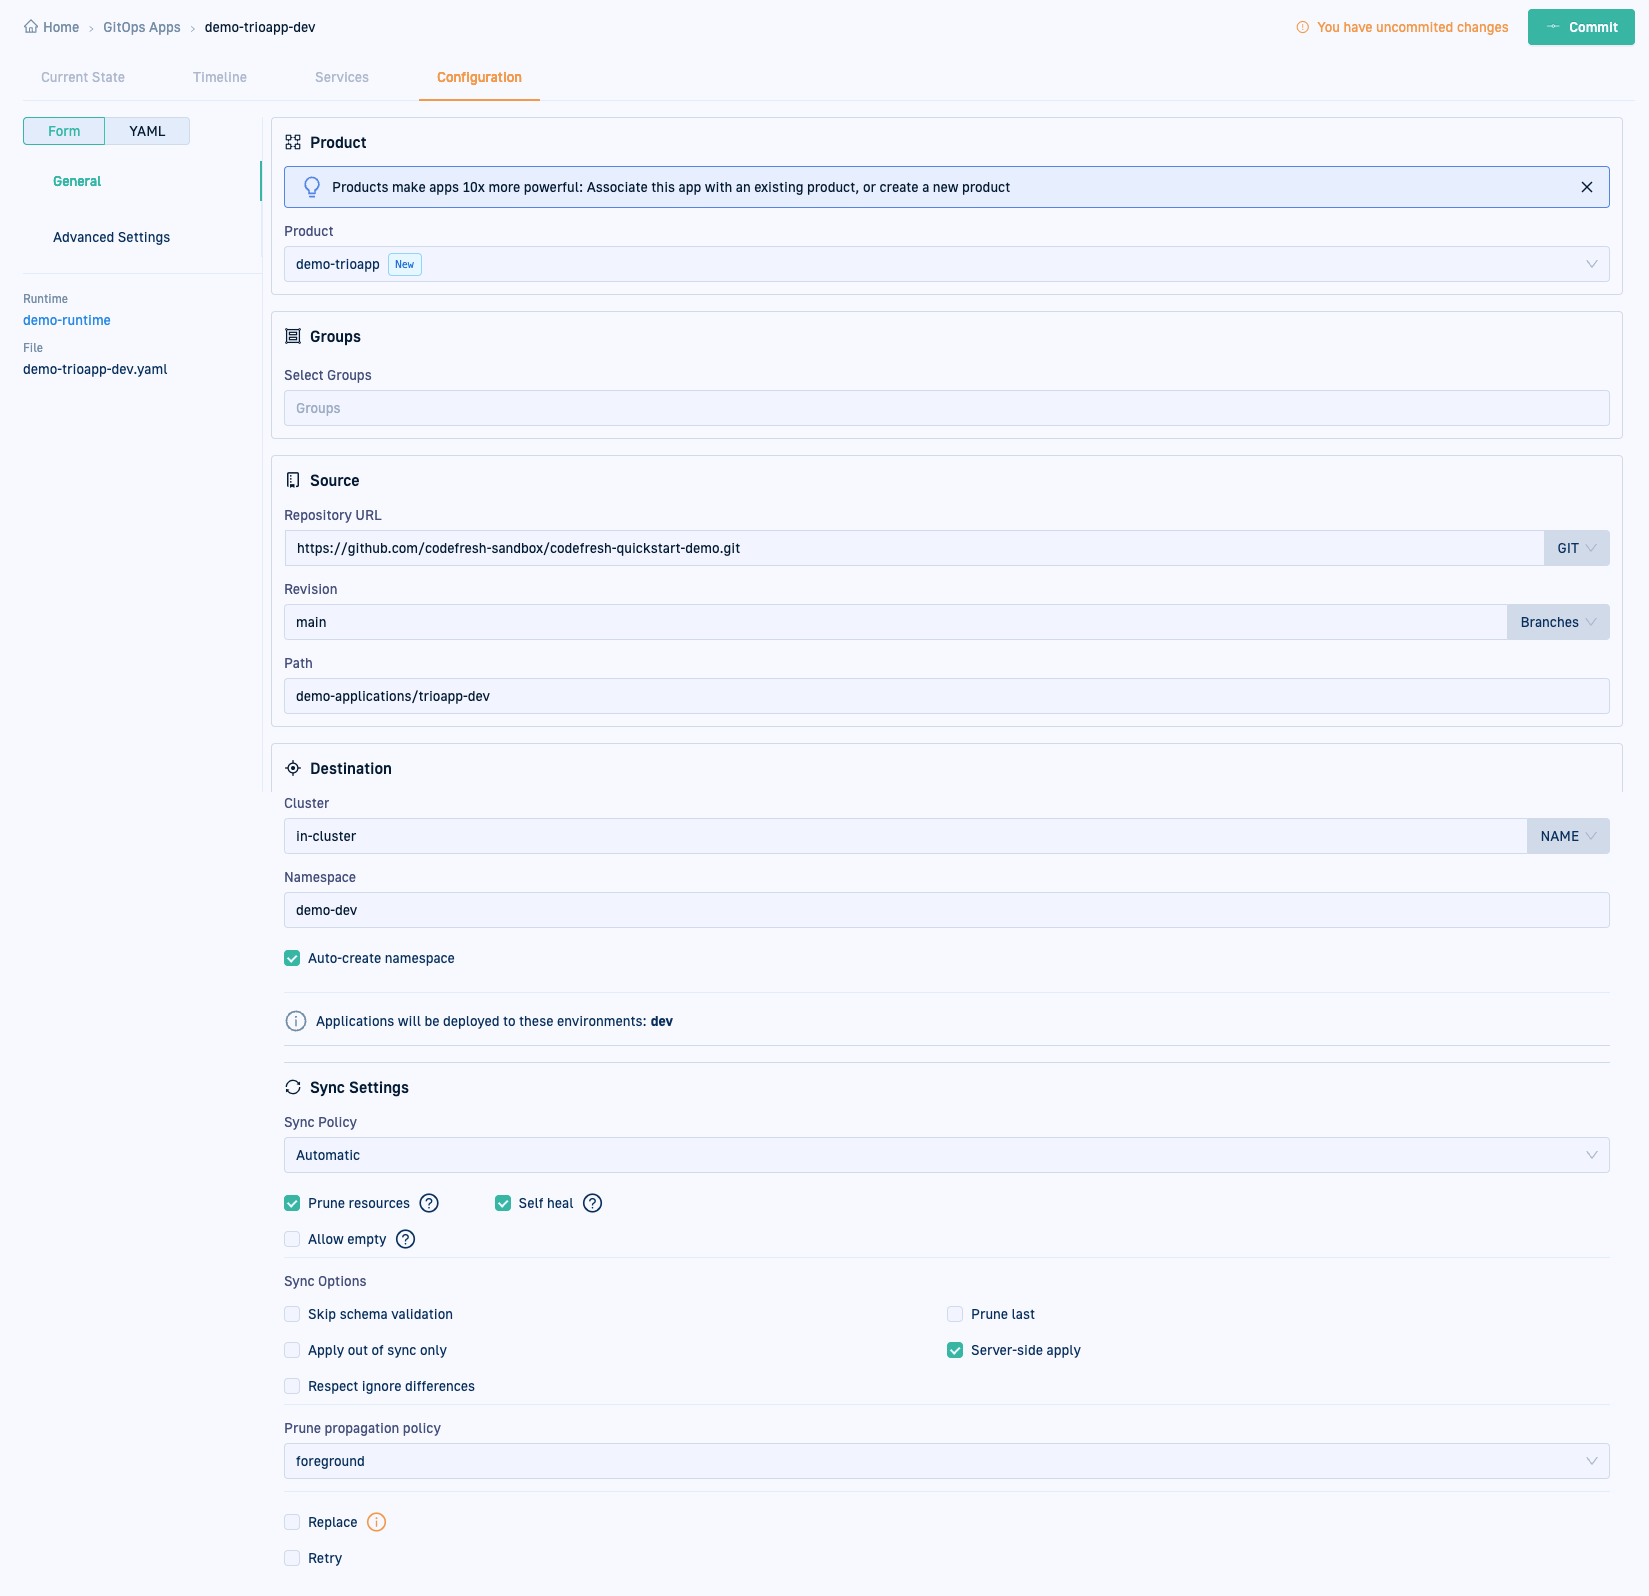 Home > GitOps Apps > demo-trioapp-dev
You have uncommited changes
Commit
Current State
Timeline
Services
Configuration
Form
YAML
General
Advanced Settings
Runtime
demo-runtime
File
demo-trioapp-dev.yaml
Product
Products make apps 10x more powerful: Associate this app with an existing product, or create a new product
Product
demo-trioapp New
Groups
Select Groups
Groups
Source
Repository URL
https://github.com/codefresh-sandbox/codefresh-quickstart-demo.git
GIT
Revision
main
Branches
Path
demo-applications/trioapp-dev
Destination
Cluster
in-cluster
NAME
Namespace
demo-dev
Auto-create namespace
Applications will be deployed to these environments: dev
Sync Settings
Sync Policy
Automatic
Prune resources ?
Self heal ?
Allow empty ?
Sync Options
Skip schema validation
Prune last
Apply out of sync only
Server-side apply
Respect ignore differences
Prune propagation policy
foreground
Replace
Retry